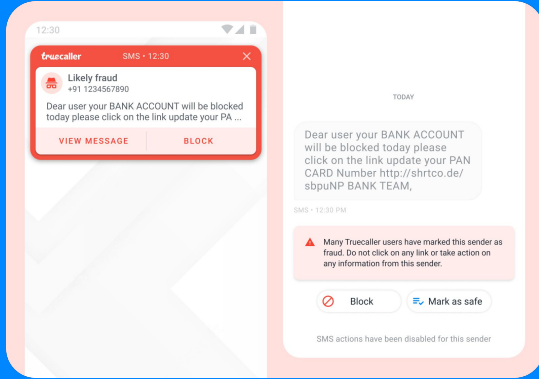 12:30
truecaller SMS • 12:30
Likely fraud
+91 1234567890
Dear user your BANK ACCOUNT will be blocked
today please click on the link update your PA ...
VIEW MESSAGE BLOCK
TODAY
Dear user your BANK ACCOUNT
will be blocked today please
click on the link update your PAN
CARD Number http://shrtco.de/
sbpuNP BANK TEAM,
SMS • 12:30 PM
Many Truecaller users have marked this sender as
fraud. Do not click on any link or take action on
any information from this sender.
Block Mark as safe
SMS actions have been disabled for this sender